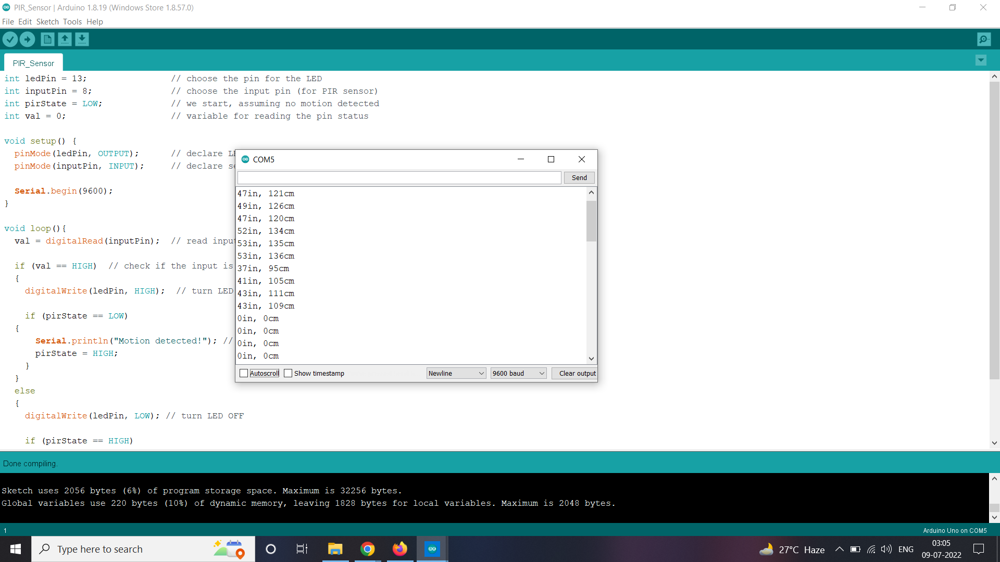 PIR_Sensor | Arduino 1.8.19 (Windows Store 1.8.57.0)
File Edit Sketch Tools Help
PIR_Sensor
int ledPin = 13; // choose the pin for the LED
int inputPin = 8; // choose the input pin (for PIR sensor)
int pirState = LOW; // we start, assuming no motion detected
int val = 0; // variable for reading the pin status
void setup() {
pinMode(ledPin, OUTPUT); // declare LE
pinMode(inputPin, INPUT); // declare se
Serial.begin(9600);
}
void loop(){
val = digitalRead(inputPin); // read input
if (val == HIGH) // check if the input is
{
digitalWrite(ledPin, HIGH); // turn LED
if (pirState == LOW)
{
Serial.println("Motion detected!"); //
pirState = HIGH;
}
}
else
{
digitalWrite(ledPin, LOW); // turn LED OFF
if (pirState == HIGH)
COM5
Send
47in, 121cm
49in, 126cm
47in, 120cm
52in, 134cm
53in, 135cm
53in, 136cm
37in, 95cm
41in, 105cm
43in, 111cm
43in, 109cm
0in, 0cm
0in, 0cm
0in, 0cm
0in, 0cm
Autoscroll Show timestamp Newline 9600 baud Clear output
Done compiling.
Sketch uses 2056 bytes (6%) of program storage space. Maximum is 32256 bytes.
Global variables use 220 bytes (10%) of dynamic memory, leaving 1828 bytes for local variables. Maximum is 2048 bytes.
1 Arduino Uno on COM5
Type here to search
27°C Haze
ENG
03:05
09-07-2022